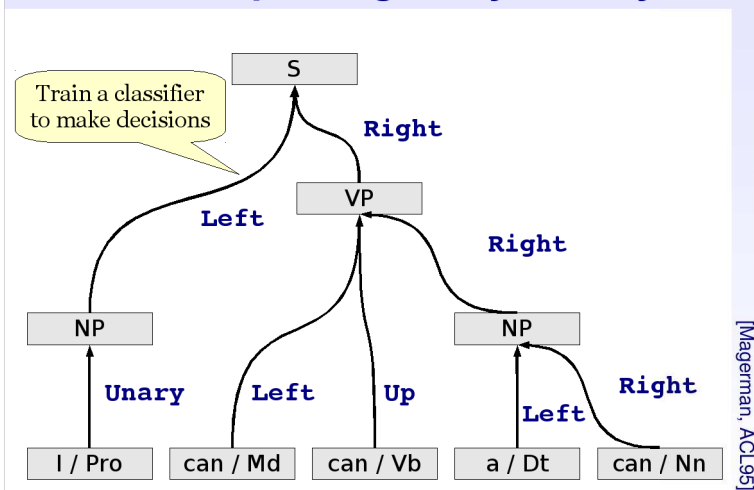 S
Train a classifier
to make decisions
Right
VP
Left
Right
NP
NP
Unary
Left
Up
Left
Right
I / Pro
can / Md
can / Vb
a / Dt
can / Nn
[Magerman, ACL95]